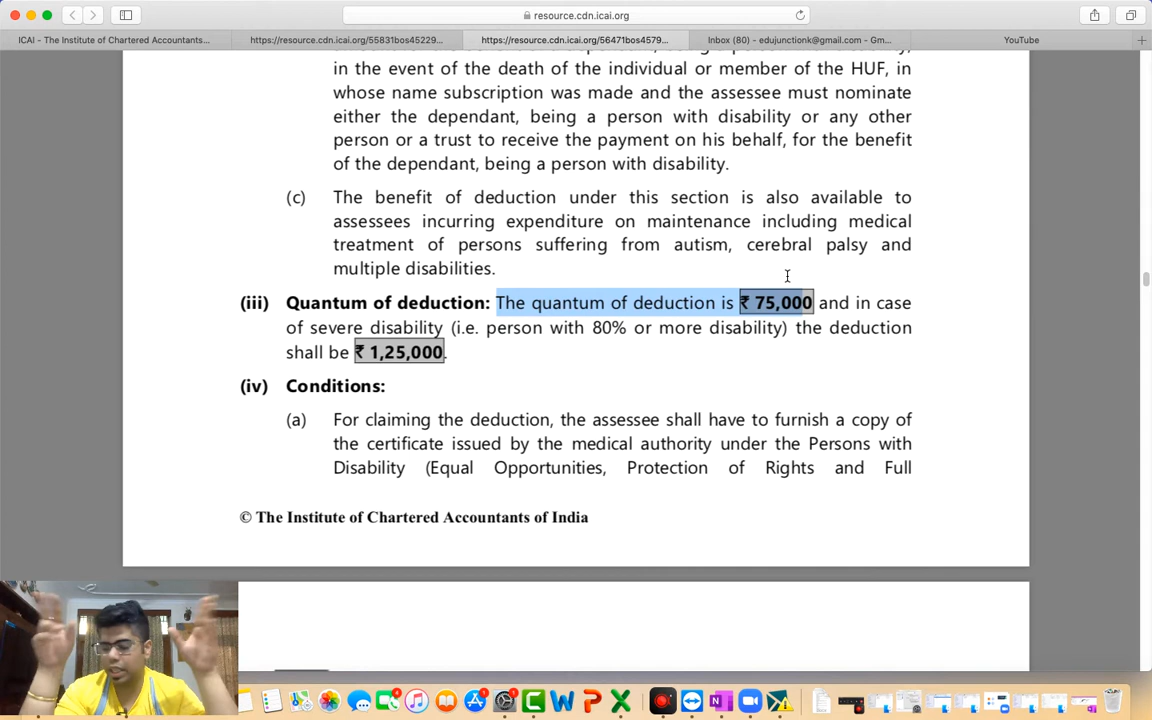 resource.cdn.icai.org
ICAI - The Institute of Chartered Accountants...
https://resource.cdn.icai.org/55831bos45229...
https://resource.cdn.icai.org/56471bos4579...
Inbox (80) - edujunctionk@gmail.com - Gm...
YouTube
in the event of the death of the individual or member of the HUF, in
whose name subscription was made and the assessee must nominate
either the dependant, being a person with disability or any other
person or a trust to receive the payment on his behalf, for the benefit
of the dependant, being a person with disability.
(c) The benefit of deduction under this section is also available to
assessees incurring expenditure on maintenance including medical
treatment of persons suffering from autism, cerebral palsy and
multiple disabilities.
(iii) Quantum of deduction: The quantum of deduction is ₹ 75,000 and in case
of severe disability (i.e. person with 80% or more disability) the deduction
shall be ₹ 1,25,000.
(iv) Conditions:
(a) For claiming the deduction, the assessee shall have to furnish a copy of
the certificate issued by the medical authority under the Persons with
Disability (Equal Opportunities, Protection of Rights and Full
© The Institute of Chartered Accountants of India